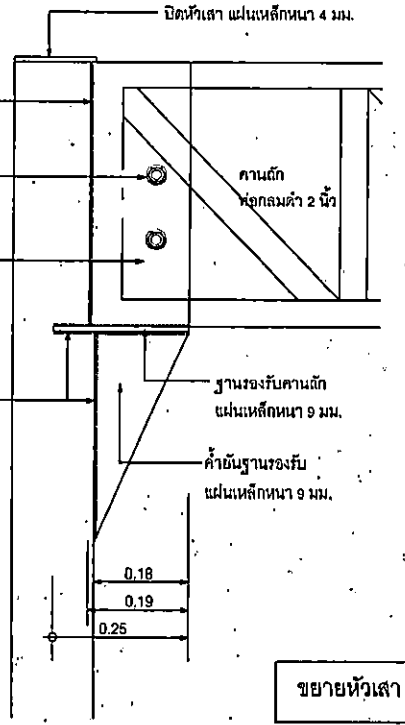 ปิดหัวเสา แผ่นเหล็กหนา 4 มม.
คานถัก
ท่อกลมดำ 2 นิ้ว
ฐานรองรับคานถัก
แผ่นเหล็กหนา 9 มม.
ค้ำยันฐานรองรับ
แผ่นเหล็กหนา 9 มม.
0.18
0.19
0.25
ขยายหัวเสา